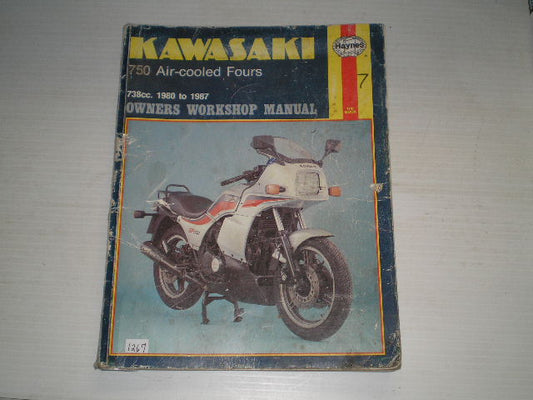 KAWASAKI
Haynes
750 Air-cooled Fours
7
738cc. 1980 to 1987
OWNERS WORKSHOP MANUAL
1267